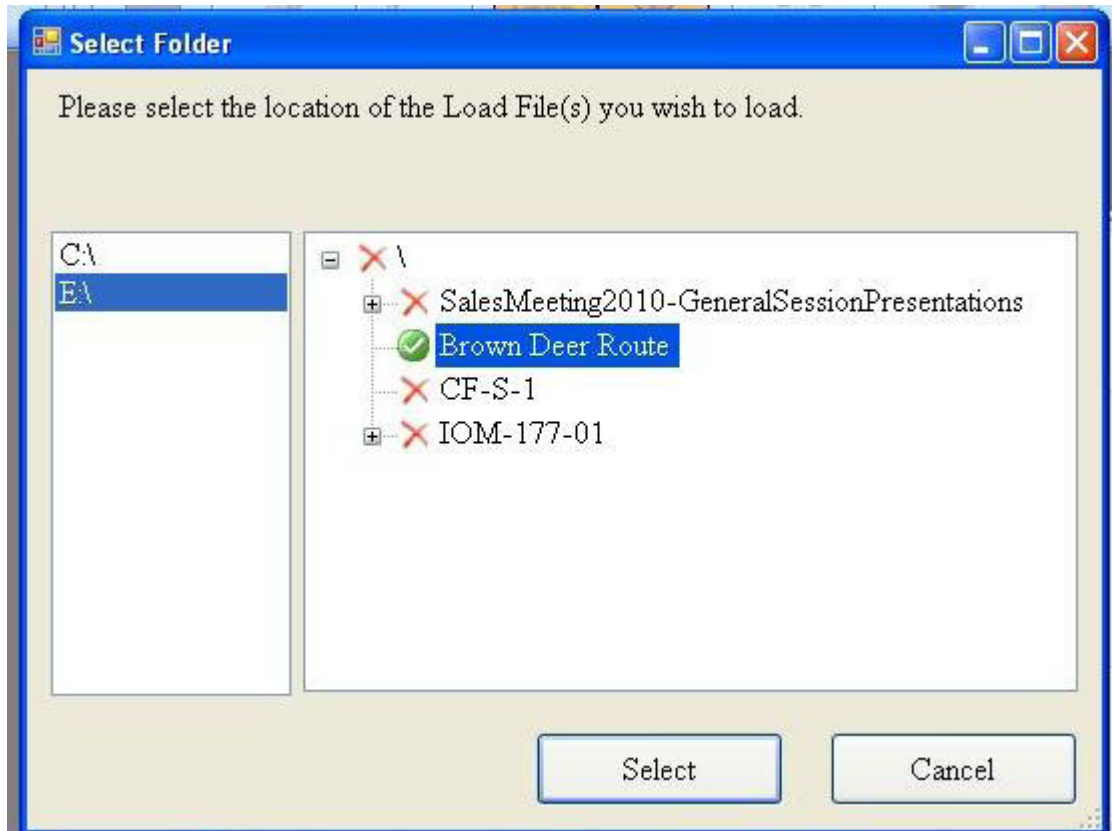 Select Folder
Please select the location of the Load File(s) you wish to load.
C:\
E:\
\
SalesMeeting2010-GeneralSessionPresentations
Brown Deer Route
CF-S-1
IOM-177-01
Select
Cancel